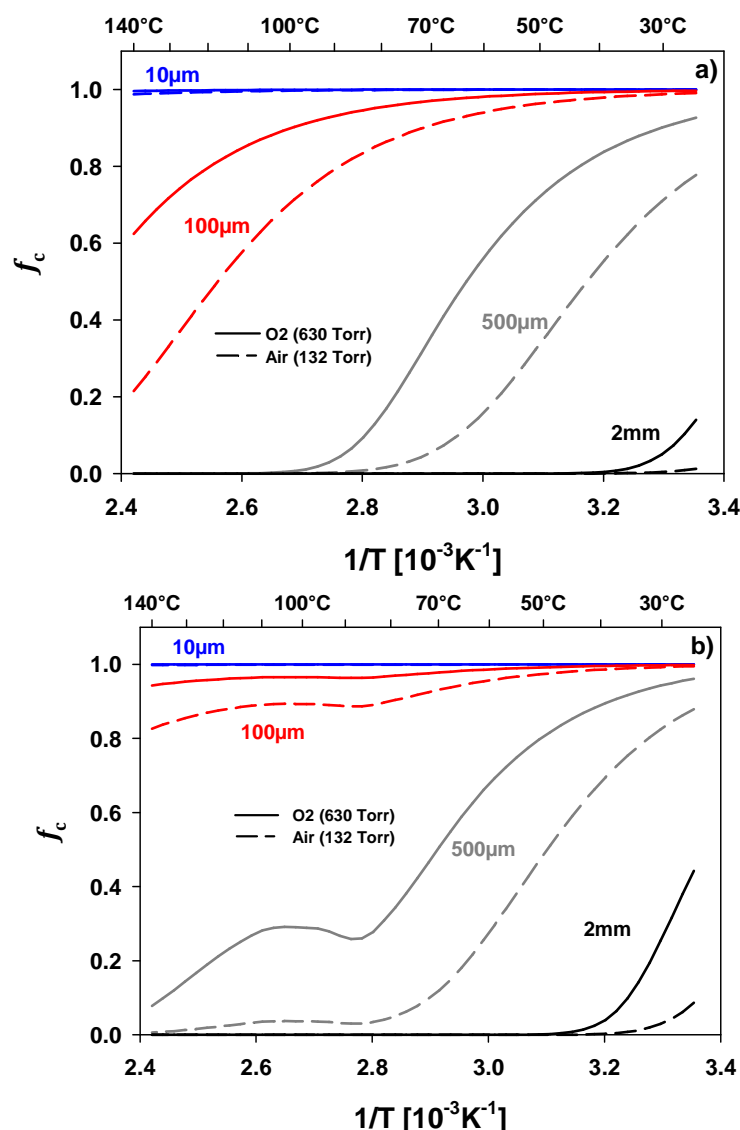 140°C 100°C 70°C 50°C 30°C
a)
10µm
1.0
0.8
100µm
0.6
fc
500µm
0.4
O2 (630 Torr)
Air (132 Torr)
0.2
2mm
0.0
2.4 2.6 2.8 3.0 3.2 3.4
1/T [10⁻³K⁻¹]
140°C 100°C 70°C 50°C 30°C
b)
10µm
1.0
100µm
0.8
0.6
O2 (630 Torr)
Air (132 Torr)
fc
500µm
0.4
2mm
0.2
0.0
2.4 2.6 2.8 3.0 3.2 3.4
1/T [10⁻³K⁻¹]